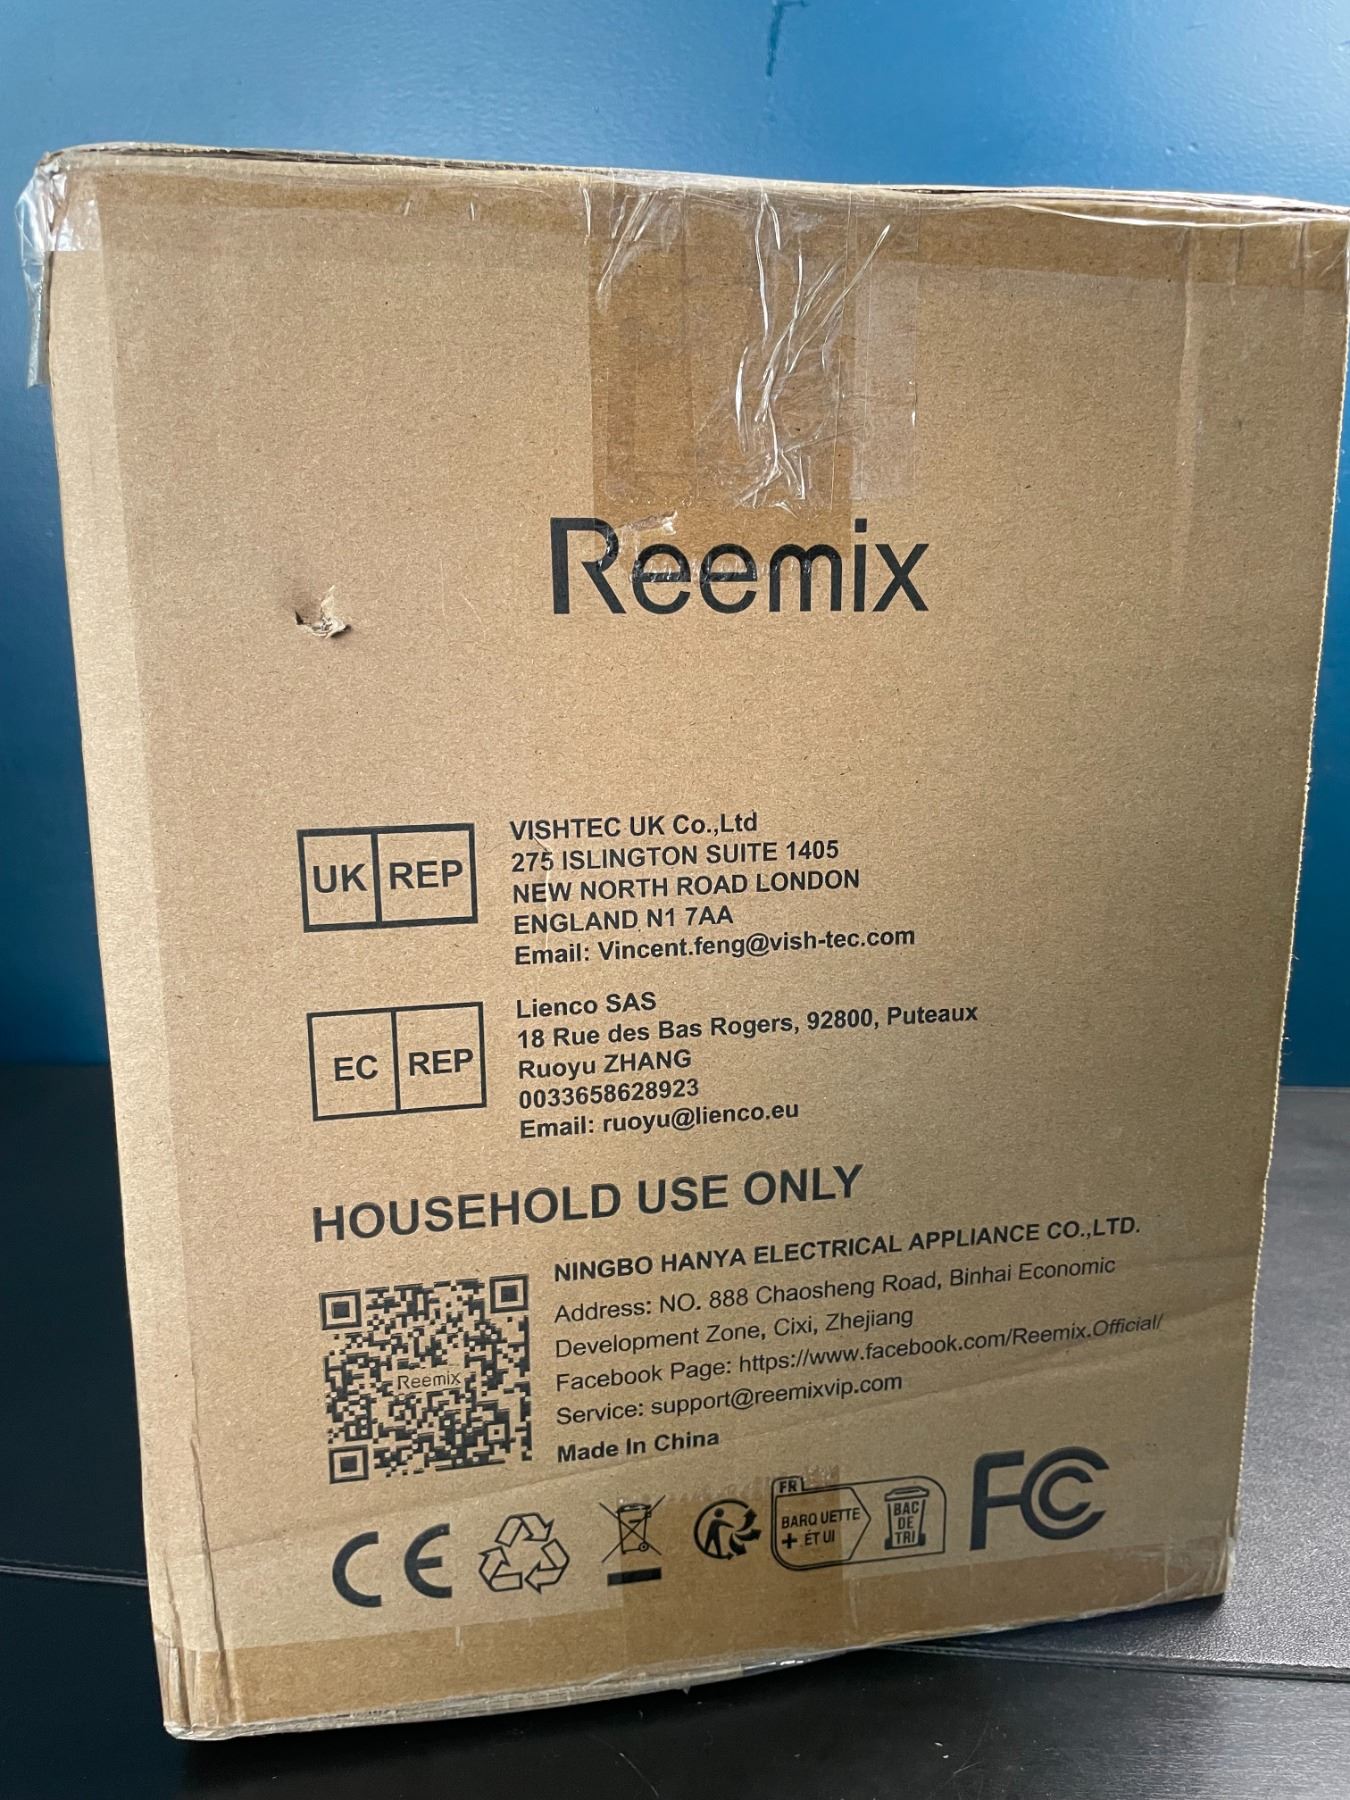 Reemix
UK REP
VISHTEC UK Co.,Ltd
275 ISLINGTON SUITE 1405
NEW NORTH ROAD LONDON
ENGLAND N1 7AA
Email: Vincent.feng@vish-tec.com
EC REP
Lienco SAS
18 Rue des Bas Rogers, 92800, Puteaux
Ruoyu ZHANG
0033658628923
Email: ruoyu@lienco.eu
HOUSEHOLD USE ONLY
Reemix
NINGBO HANYA ELECTRICAL APPLIANCE CO.,LTD.
Address: NO. 888 Chaosheng Road, Binhai Economic
Development Zone, Cixi, Zhejiang
Facebook Page: https://www.facebook.com/Reemix.Official/
Service: support@reemixvip.com
Made In China
CE
FR
BARQUETTE
+ ÉTUI
BAC
DE
TRI
FC